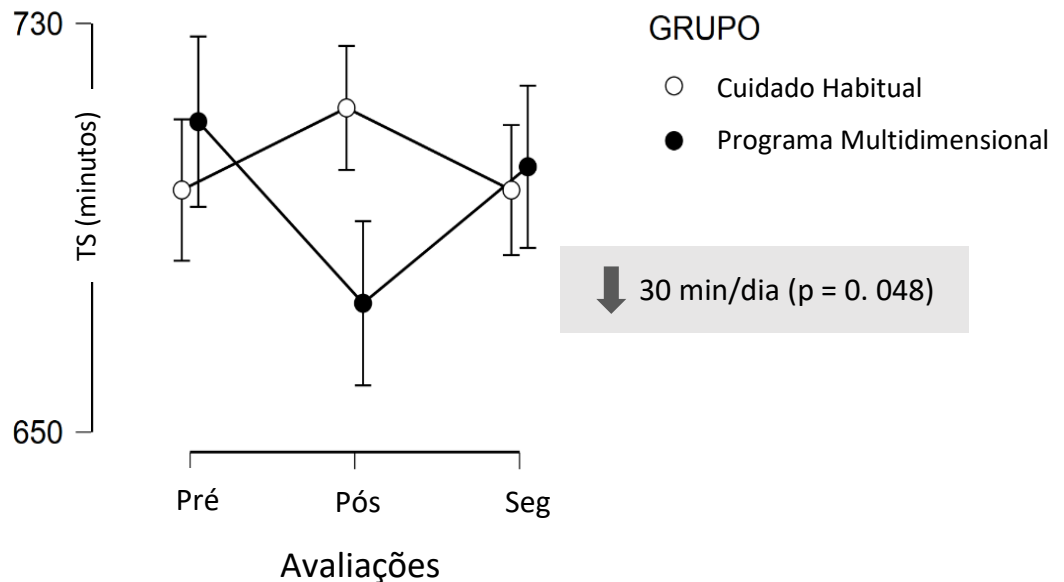 730
TS (minutos)
650
Pré
Pós
Seg
Avaliações
GRUPO
Cuidado Habitual
Programa Multidimensional
30 min/dia (p = 0. 048)